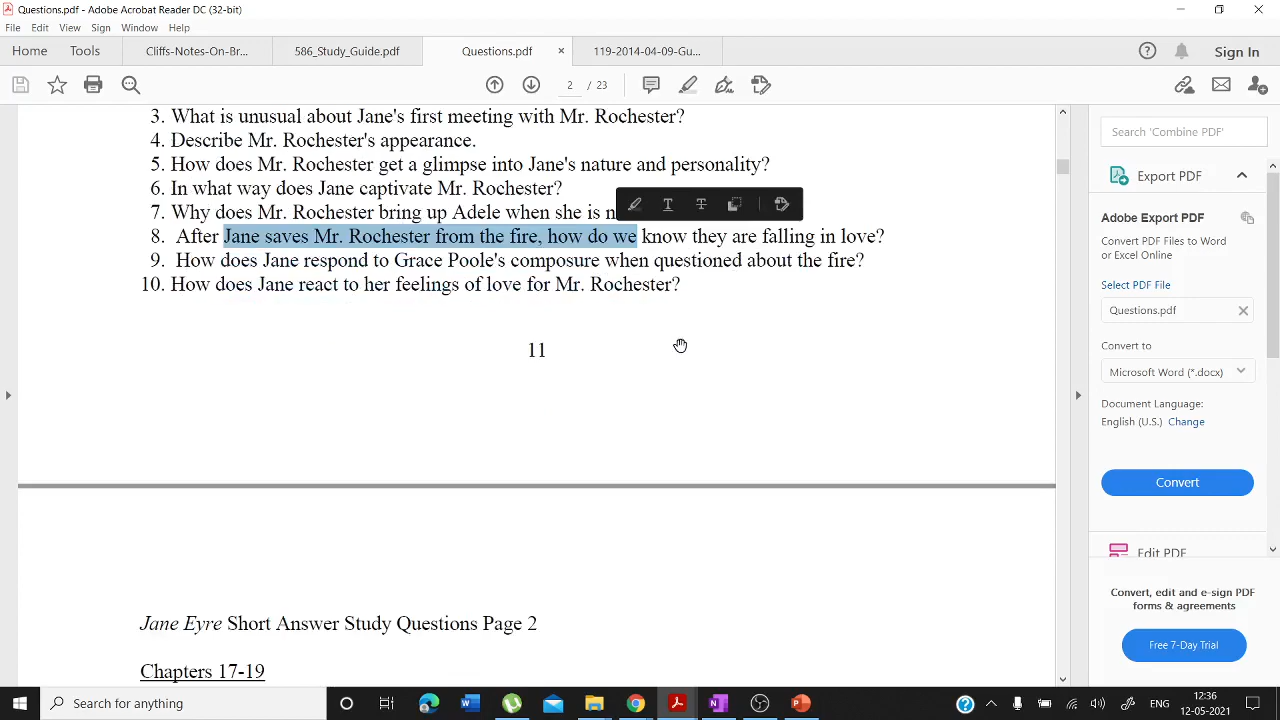 Questions.pdf - Adobe Acrobat Reader DC (32-bit)
File Edit View Sign Window Help
Home Tools Cliffs-Notes-On-Br... 586_Study_Guide.pdf Questions.pdf × 119-2014-04-09-Gu... Sign In
2 / 23
3. What is unusual about Jane's first meeting with Mr. Rochester?
4. Describe Mr. Rochester's appearance.
5. How does Mr. Rochester get a glimpse into Jane's nature and personality?
6. In what way does Jane captivate Mr. Rochester?
7. Why does Mr. Rochester bring up Adele when she is n
8. After Jane saves Mr. Rochester from the fire, how do we know they are falling in love?
9. How does Jane respond to Grace Poole's composure when questioned about the fire?
10. How does Jane react to her feelings of love for Mr. Rochester?
11
Jane Eyre Short Answer Study Questions Page 2
Chapters 17-19
Search 'Combine PDF'
Export PDF
Adobe Export PDF
Convert PDF Files to Word
or Excel Online
Select PDF File
Questions.pdf
Convert to
Microsoft Word (*.docx)
Document Language:
English (U.S.) Change
Convert
Edit PDF
Convert, edit and e-sign PDF
forms & agreements
Free 7-Day Trial
Search for anything
ENG
12:36
12-05-2021